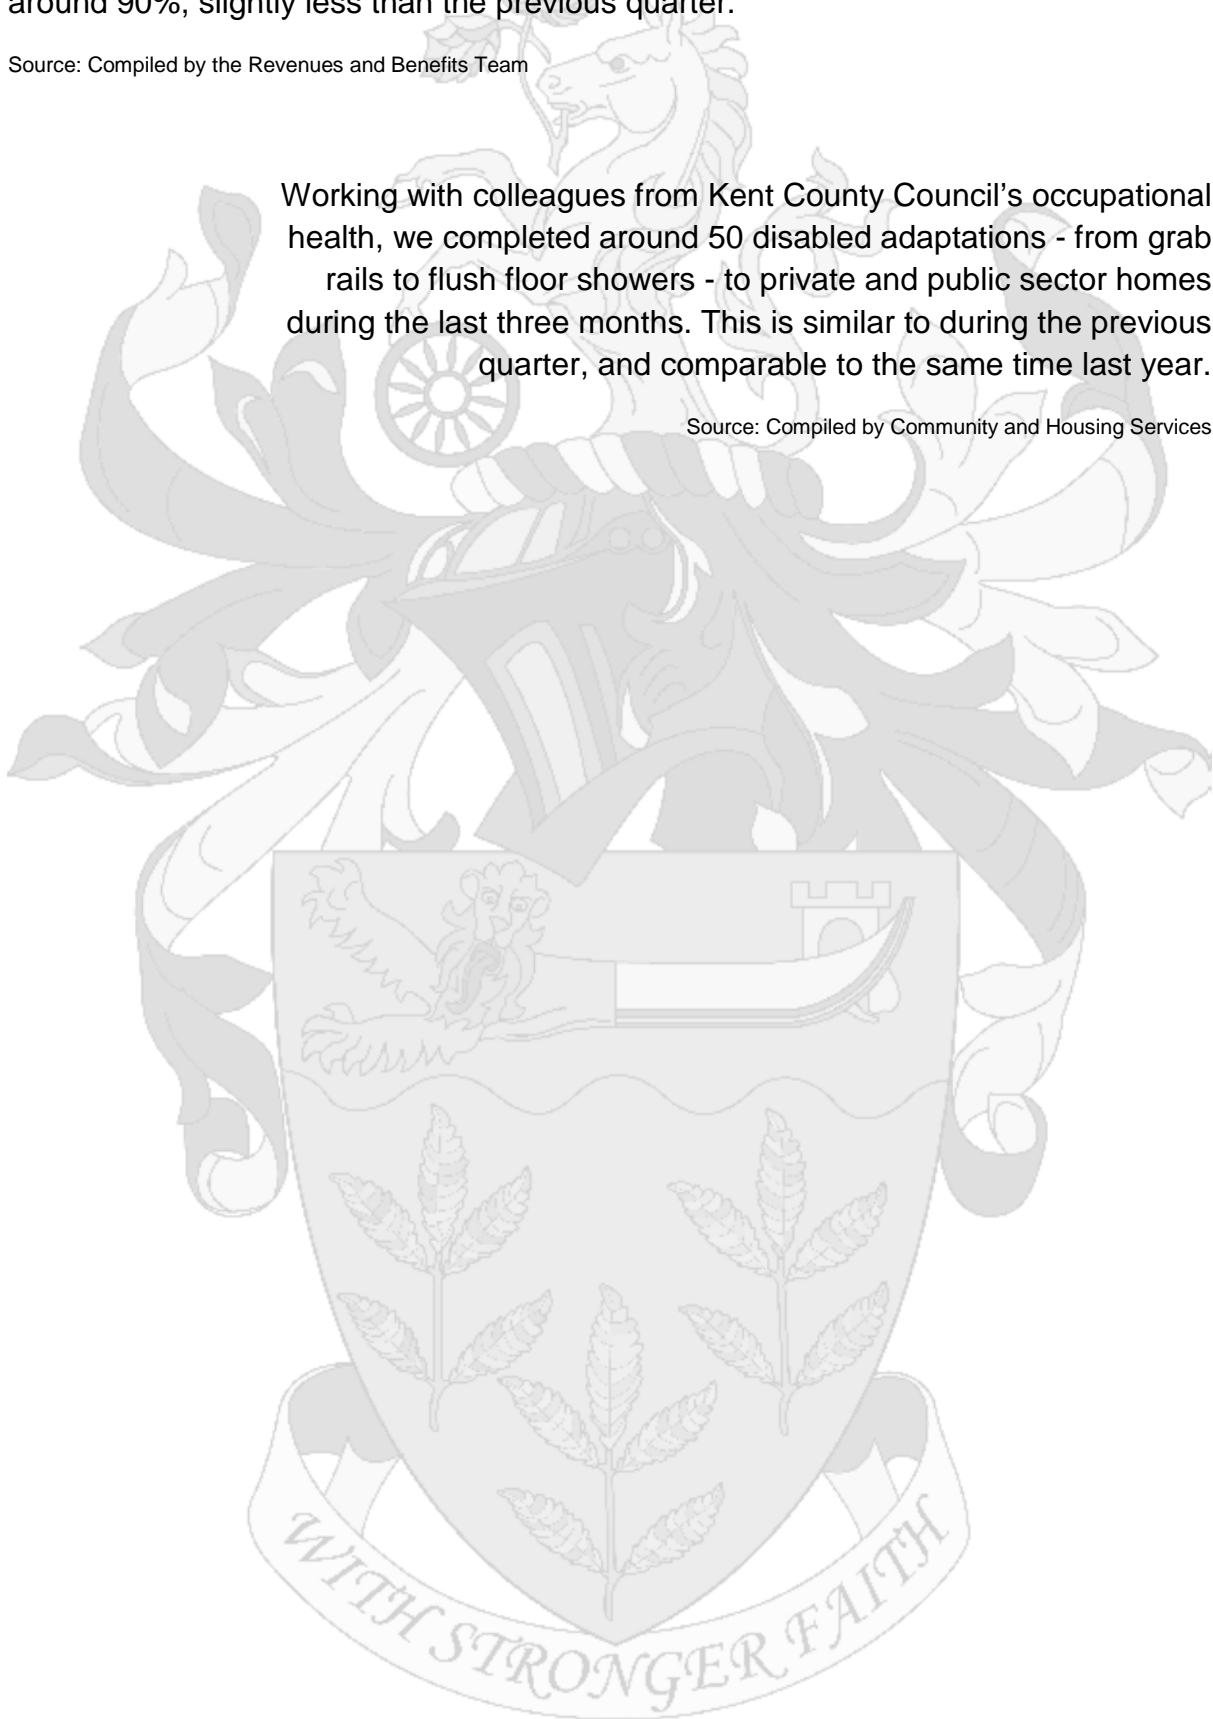 around 90%, slightly less than the previous quarter.
Source: Compiled by the Revenues and Benefits Team
Working with colleagues from Kent County Council’s occupational
health, we completed around 50 disabled adaptations - from grab
rails to flush floor showers - to private and public sector homes
during the last three months. This is similar to during the previous
quarter, and comparable to the same time last year.
Source: Compiled by Community and Housing Services
WITH STRONGER FAITH